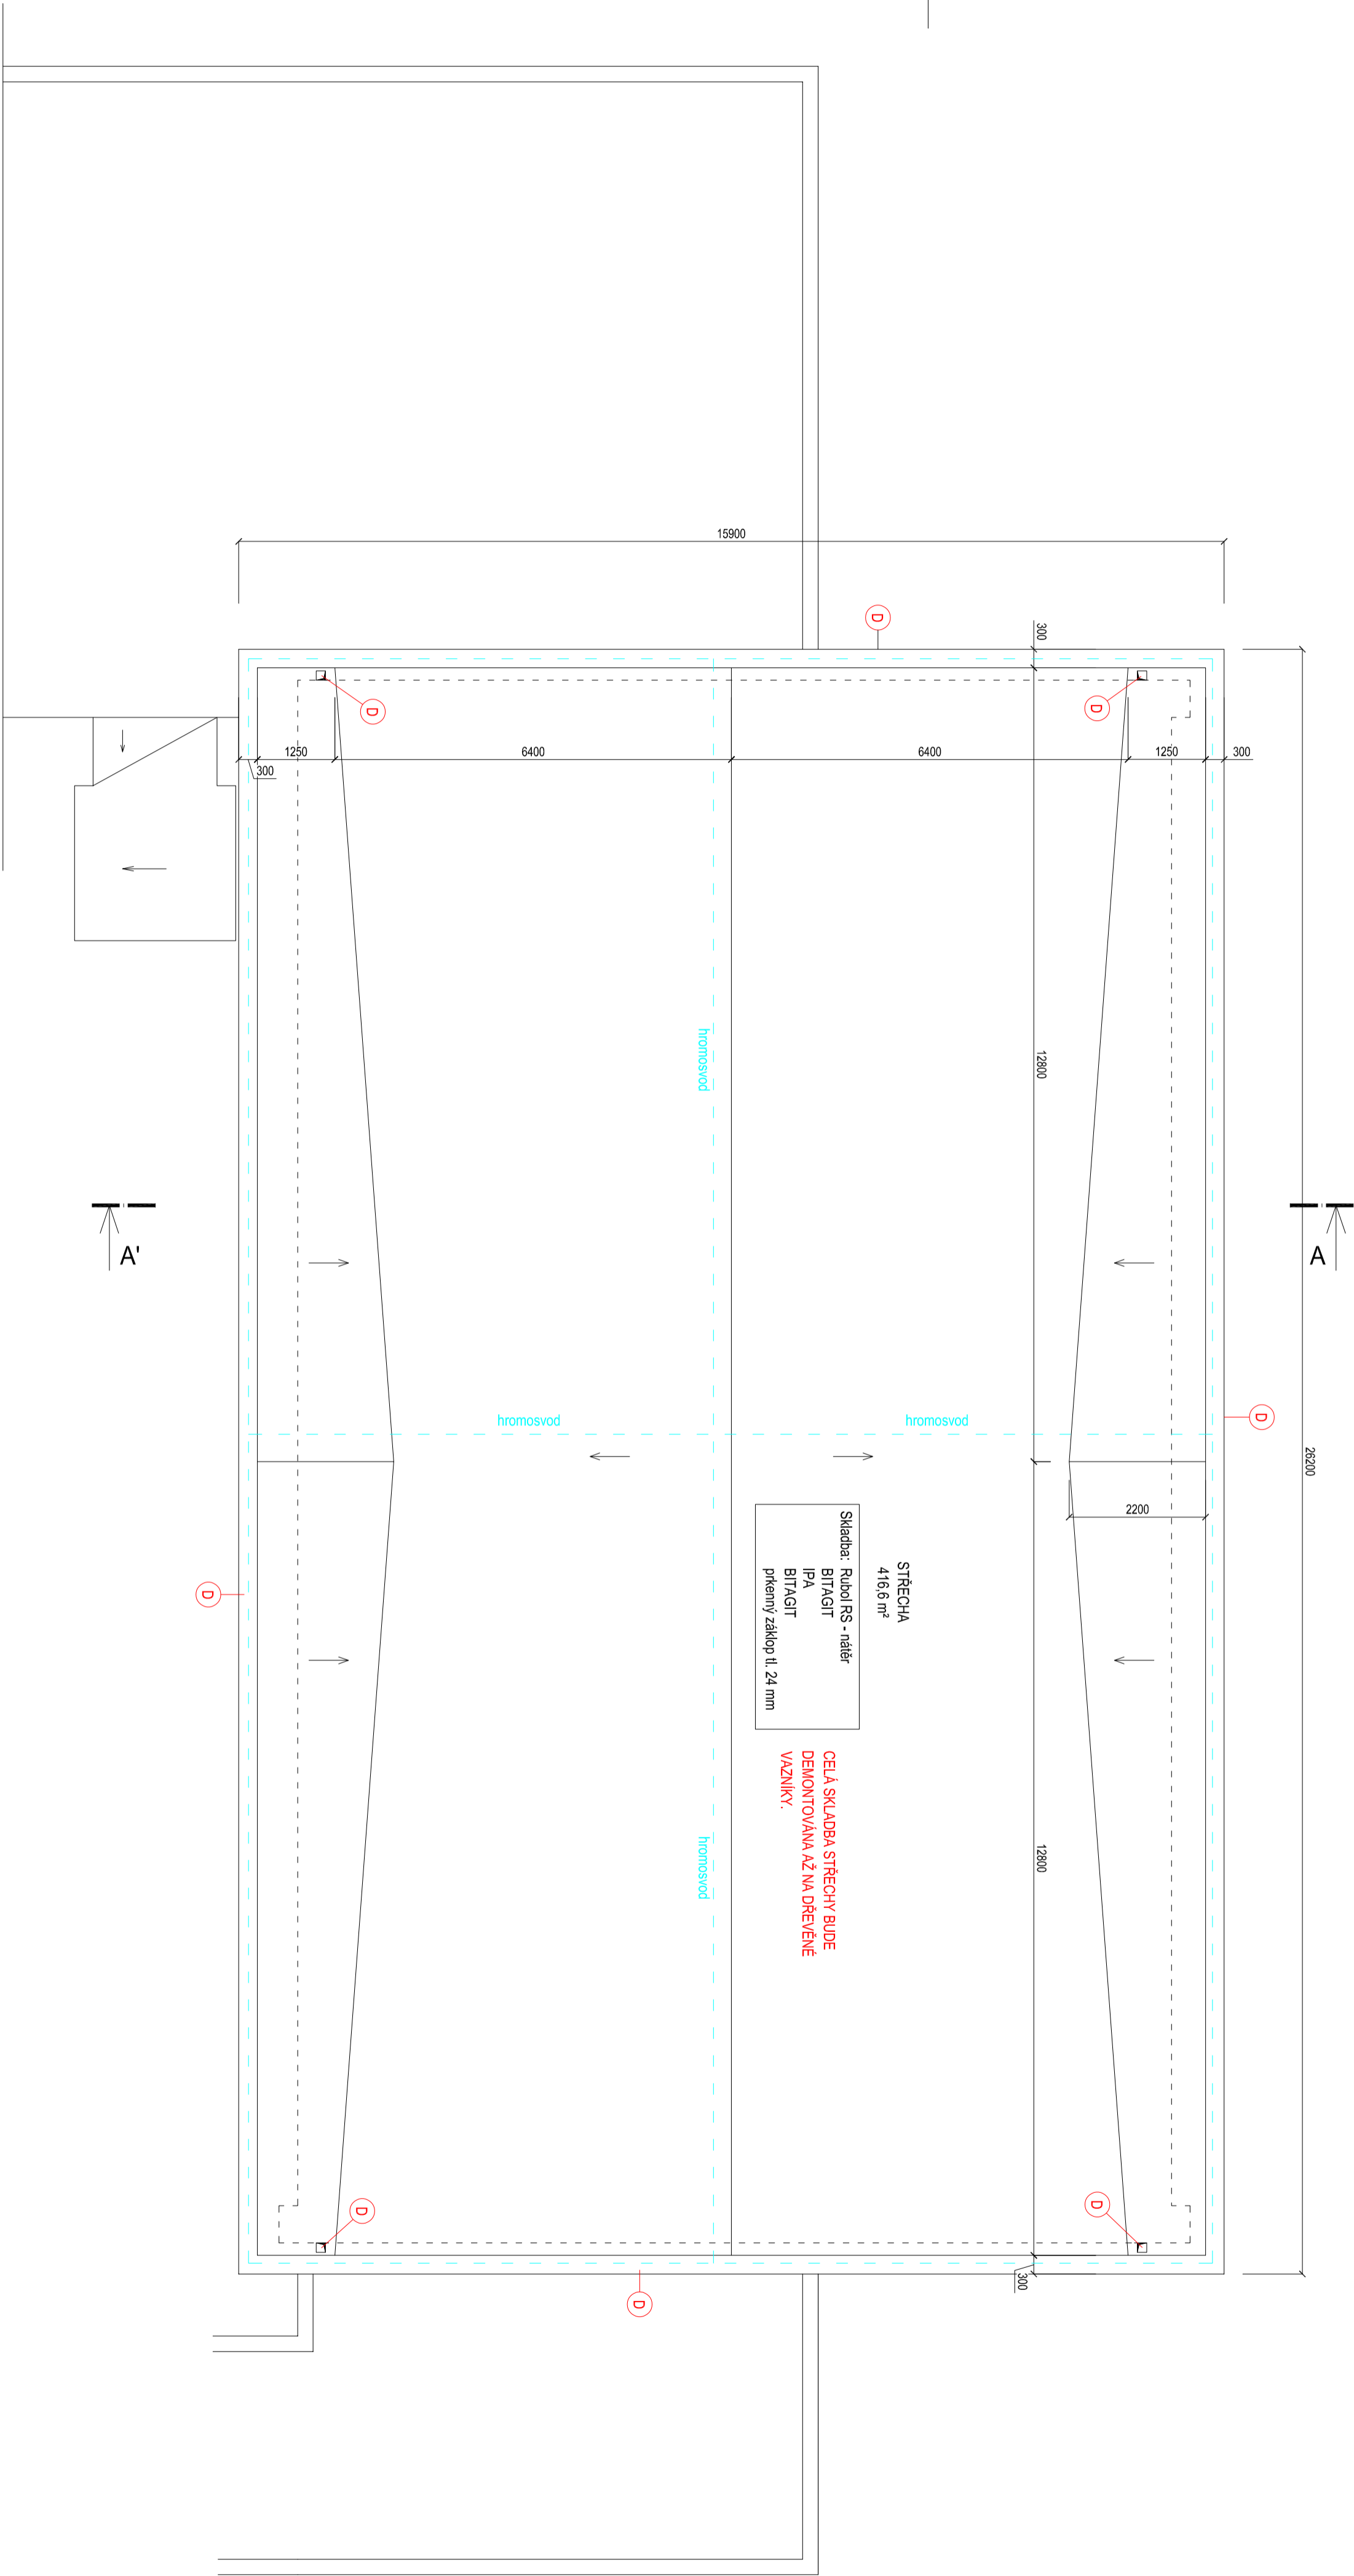 15900
D
300
D
D
1250
6400
6400
1250
300
300
hromosvod
12800
A'
A
hromosvod
hromosvod
D
26200
2200
STŘECHA
416,6 m²
Skladba: Rubol RS - nátěr
BITAGIT
IPA
BITAGIT
prkenný záklop tl. 24 mm
D
CELÁ SKLADBA STŘECHY BUDE
DEMONTOVÁNA AŽ NA DŘEVĚNÉ
VAZNÍKY.
hromosvod
12800
D
D
300
D